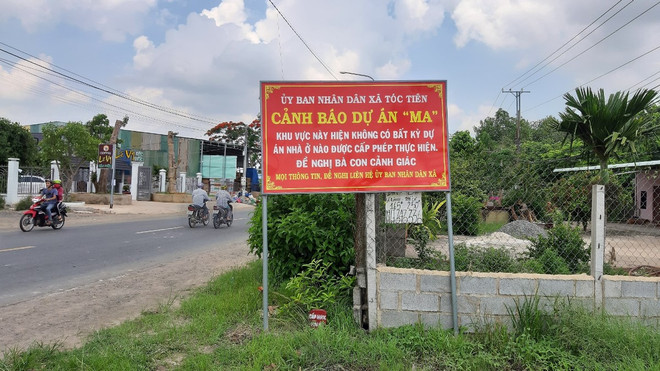 ỦY BAN NHÂN DÂN XÃ TÓC TIÊN
CẢNH BÁO DỰ ÁN "MA"
KHU VỰC NÀY HIỆN KHÔNG CÓ BẤT KỲ DỰ
ÁN NHÀ Ở NÀO ĐƯỢC CẤP PHÉP THỰC HIỆN.
ĐỀ NGHỊ BÀ CON CẢNH GIÁC
MỌI THÔNG TIN, ĐỀ NGHỊ LIÊN HỆ ỦY BAN NHÂN DÂN XÃ